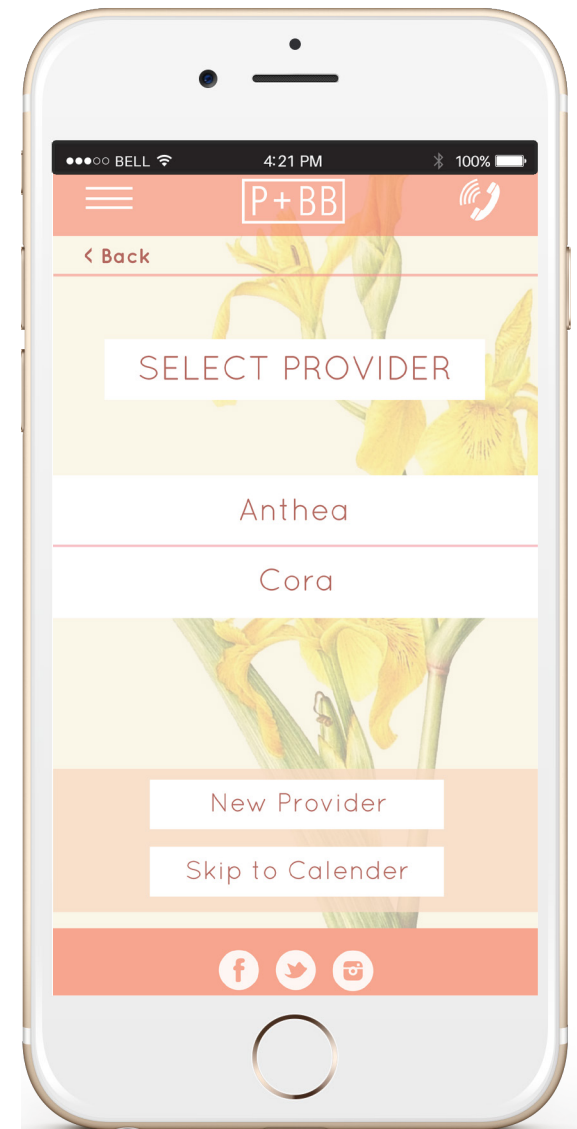 BELL 4:21 PM 100%
P+BB
< Back
SELECT PROVIDER
Anthea
Cora
New Provider
Skip to Calender
f